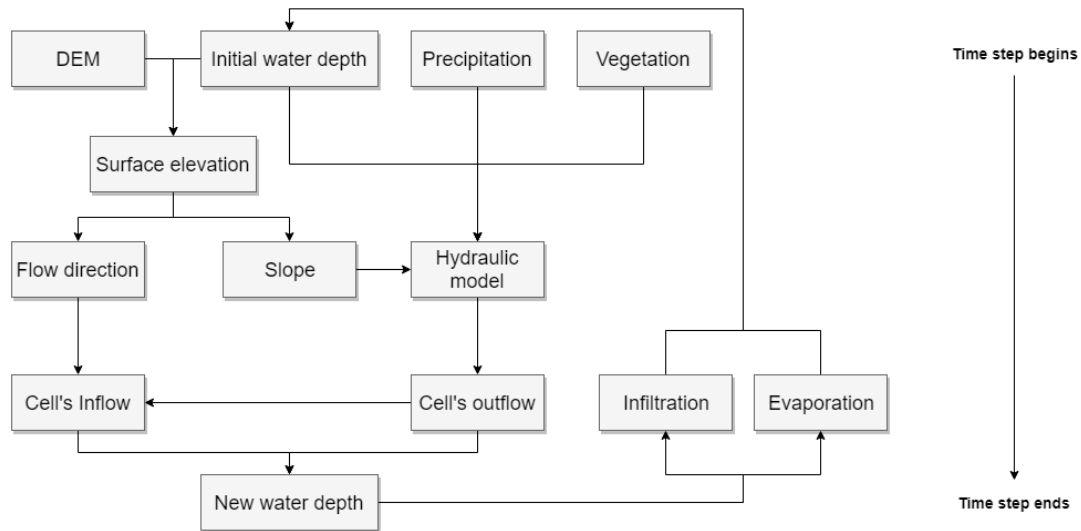 DEM
Initial water depth
Precipitation
Vegetation
Time step begins
Surface elevation
Flow direction
Slope
Hydraulic
model
Cell's Inflow
Cell's outflow
Infiltration
Evaporation
New water depth
Time step ends